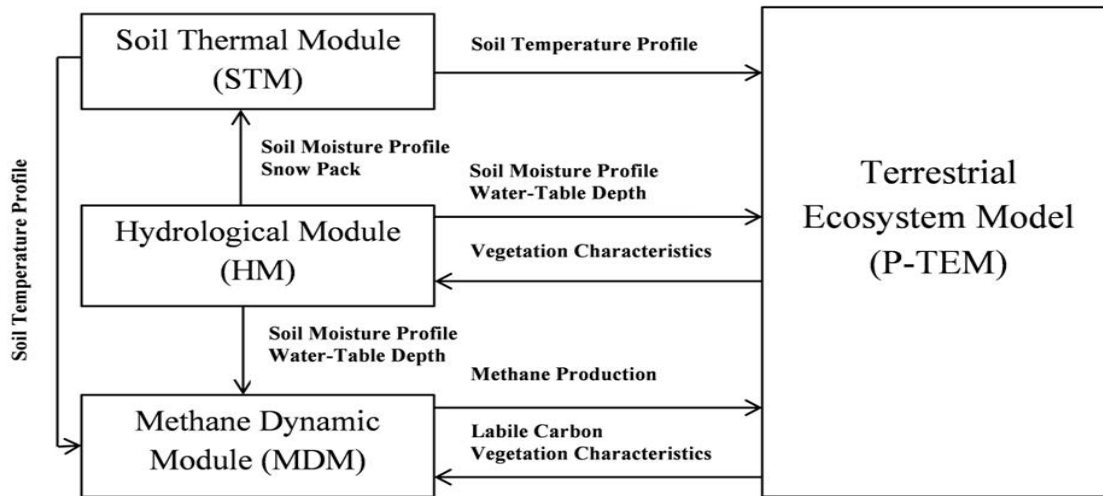 Soil Thermal Module
(STM)
Soil Temperature Profile
Soil Moisture Profile
Snow Pack
Soil Moisture Profile
Water-Table Depth
Hydrological Module
(HM)
Vegetation Characteristics
Soil Moisture Profile
Water-Table Depth
Methane Production
Methane Dynamic
Module (MDM)
Labile Carbon
Vegetation Characteristics
Soil Temperature Profile
Terrestrial
Ecosystem Model
(P-TEM)